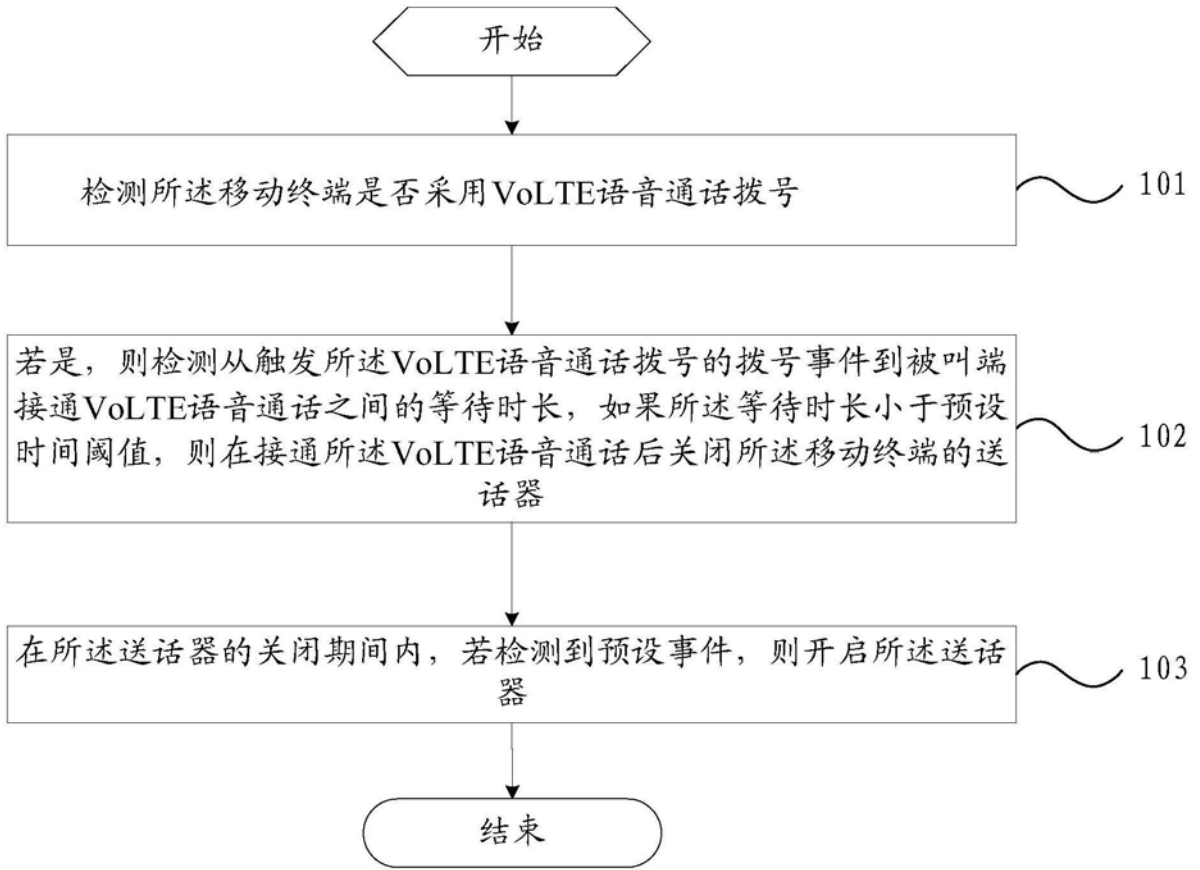 开始
检测所述移动终端是否采用VoLTE语音通话拨号
101
若是，则检测从触发所述VoLTE语音通话拨号的拨号事件到被叫端
接通VoLTE语音通话之间的等待时长，如果所述等待时长小于预设
时间阈值，则在接通所述VoLTE语音通话后关闭所述移动终端的送
话器
102
在所述送话器的关闭期间内，若检测到预设事件，则开启所述送话
器
103
结束